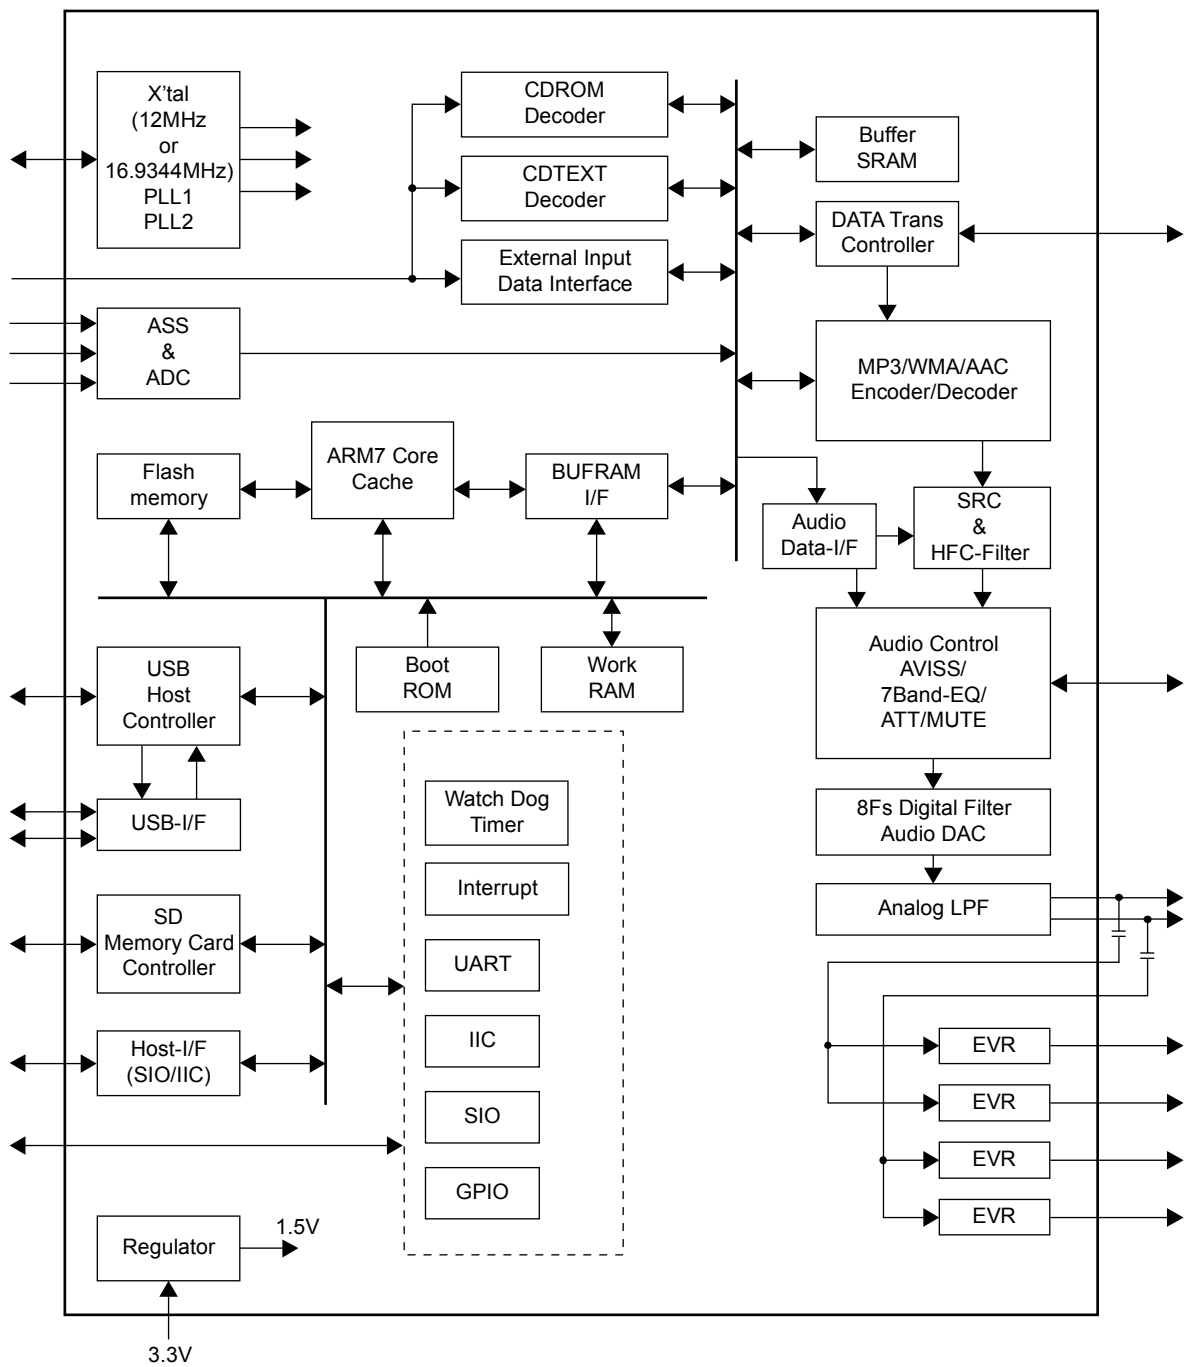 X'tal
(12MHz
or
16.9344MHz)
PLL1
PLL2
CDROM
Decoder
CDTEXT
Decoder
External Input
Data Interface
Buffer
SRAM
DATA Trans
Controller
ASS
&
ADC
MP3/WMA/AAC
Encoder/Decoder
Flash
memory
ARM7 Core
Cache
BUFRAM
I/F
Audio
Data-I/F
SRC
&
HFC-Filter
USB
Host
Controller
Boot
ROM
Work
RAM
Audio Control
AVISS/
7Band-EQ/
ATT/MUTE
USB-I/F
Watch Dog
Timer
8Fs Digital Filter
Audio DAC
Interrupt
Analog LPF
SD
Memory Card
Controller
UART
IIC
Host-I/F
(SIO/IIC)
SIO
GPIO
EVR
EVR
EVR
EVR
Regulator
1.5V
3.3V